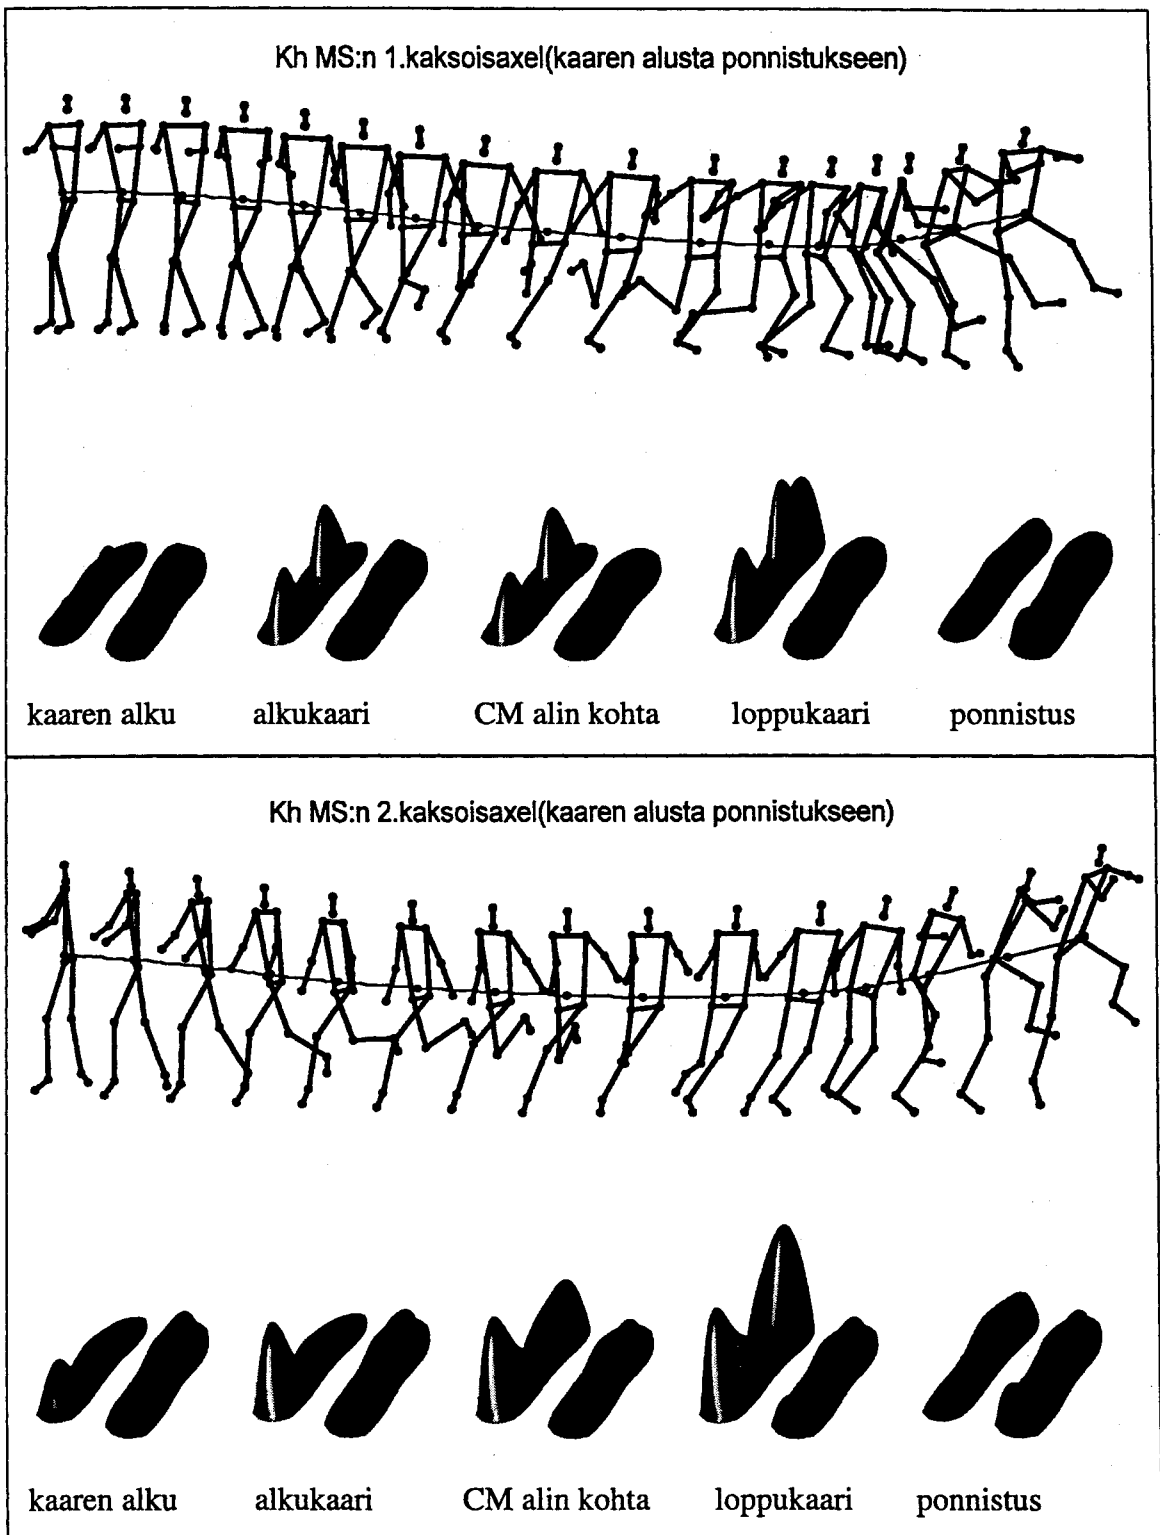 Kh MS:n 1.kaksoisaxel(kaaren alusta ponnistukseen)
kaaren alku alkukaari CM alin kohta loppukaari ponnistus
Kh MS:n 2.kaksoisaxel(kaaren alusta ponnistukseen)
kaaren alku alkukaari CM alin kohta loppukaari ponnistus